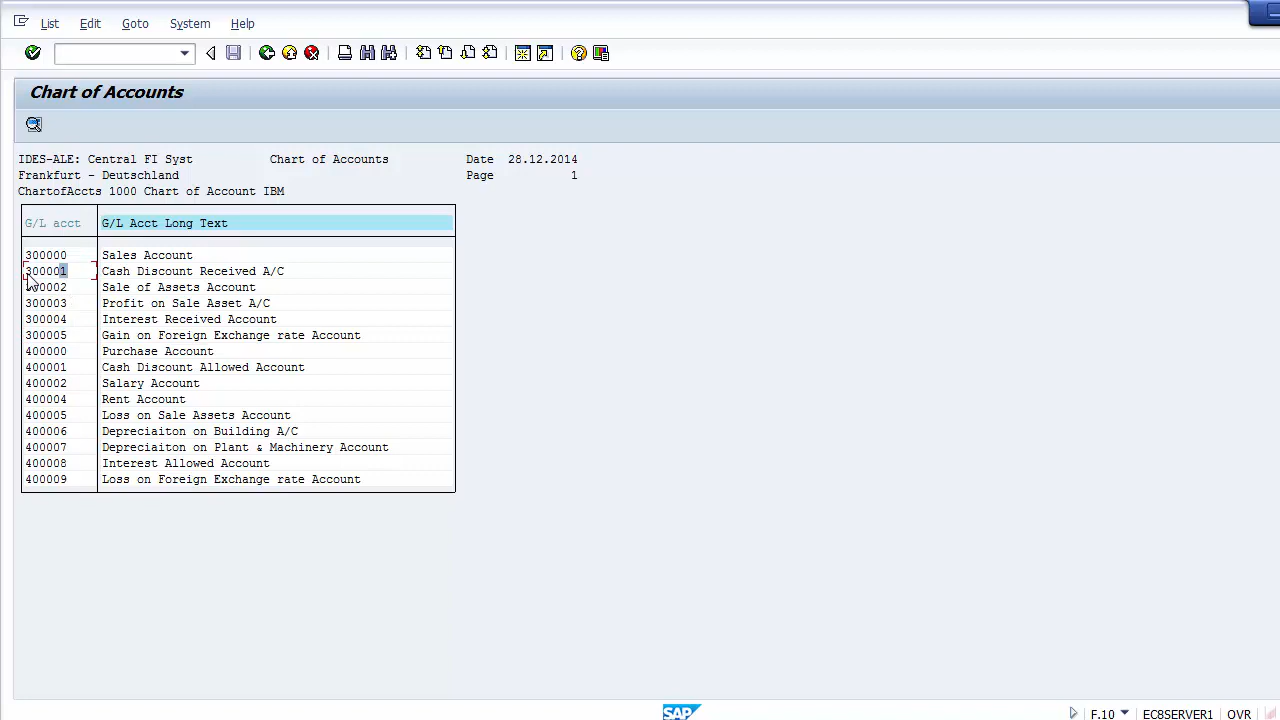 List Edit Goto System Help
Chart of Accounts
IDES-ALE: Central FI Syst Chart of Accounts Date 28.12.2014
Frankfurt - Deutschland Page 1
ChartofAccts 1000 Chart of Account IBM
G/L acct G/L Acct Long Text
300000 Sales Account
300001 Cash Discount Received A/C
300002 Sale of Assets Account
300003 Profit on Sale Asset A/C
300004 Interest Received Account
300005 Gain on Foreign Exchange rate Account
400000 Purchase Account
400001 Cash Discount Allowed Account
400002 Salary Account
400004 Rent Account
400005 Loss on Sale Assets Account
400006 Depreciaiton on Building A/C
400007 Depreciaiton on Plant & Machinery Account
400008 Interest Allowed Account
400009 Loss on Foreign Exchange rate Account
SAP F.10 EC8SERVER1 OVR